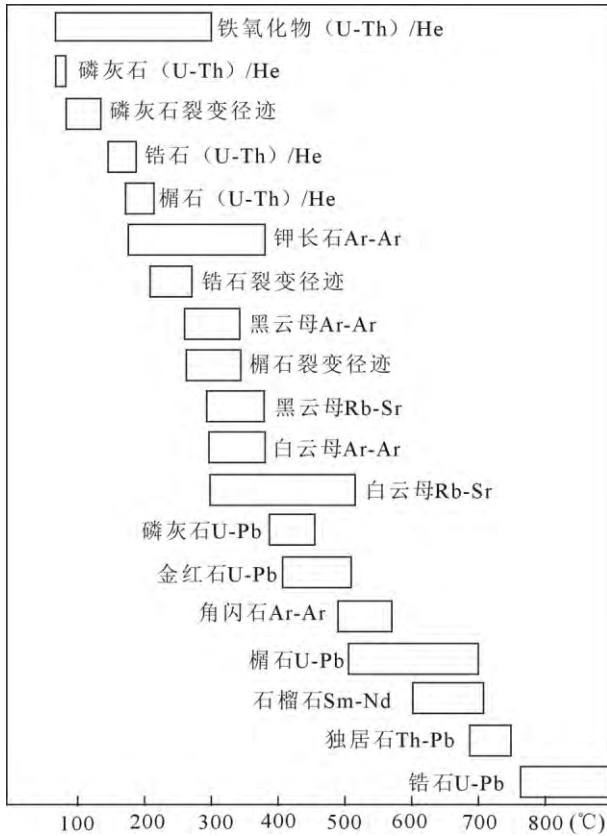 铁氧化物（U-Th）/He
磷灰石（U-Th）/He
磷灰石裂变径迹
锆石（U-Th）/He
榍石（U-Th）/He
钾长石Ar-Ar
锆石裂变径迹
黑云母Ar-Ar
榍石裂变径迹
黑云母Rb-Sr
白云母Ar-Ar
白云母Rb-Sr
磷灰石U-Pb
金红石U-Pb
角闪石Ar-Ar
榍石U-Pb
石榴石Sm-Nd
独居石Th-Pb
锆石U-Pb
100 200 300 400 500 600 700 800 (℃)